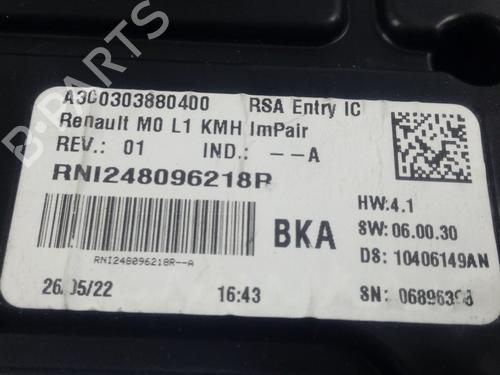 B-PARTS
A3C0303880400 RSA Entry IC
Renault M0 L1 KMH ImPair
REV.: 01 IND.: --A
RNI248096218R
HW:4.1
BKA
SW: 06.00.30
DS: 10406149AN
RNI248096218R--A
26/05/22 16:43
SN: